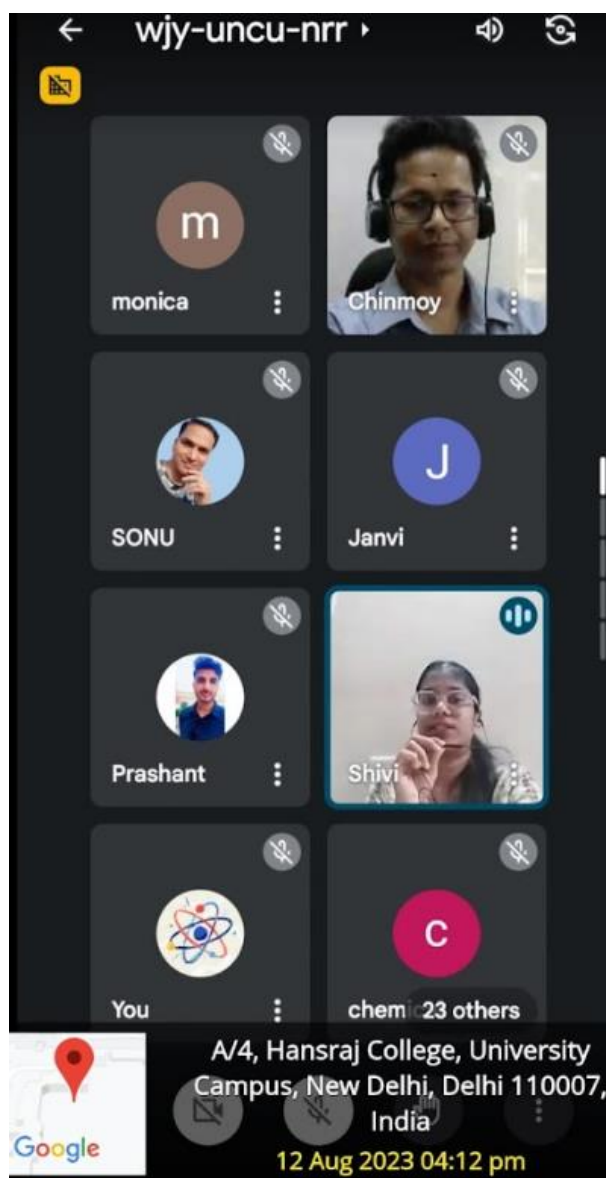 wjy-uncu-nrr
m
monica
Chinmoy
SONU
J
Janvi
Prashant
Shivi
You
c
chemic
23 others
A/4, Hansraj College, University
Campus, New Delhi, Delhi 110007,
India
Google
12 Aug 2023 04:12 pm